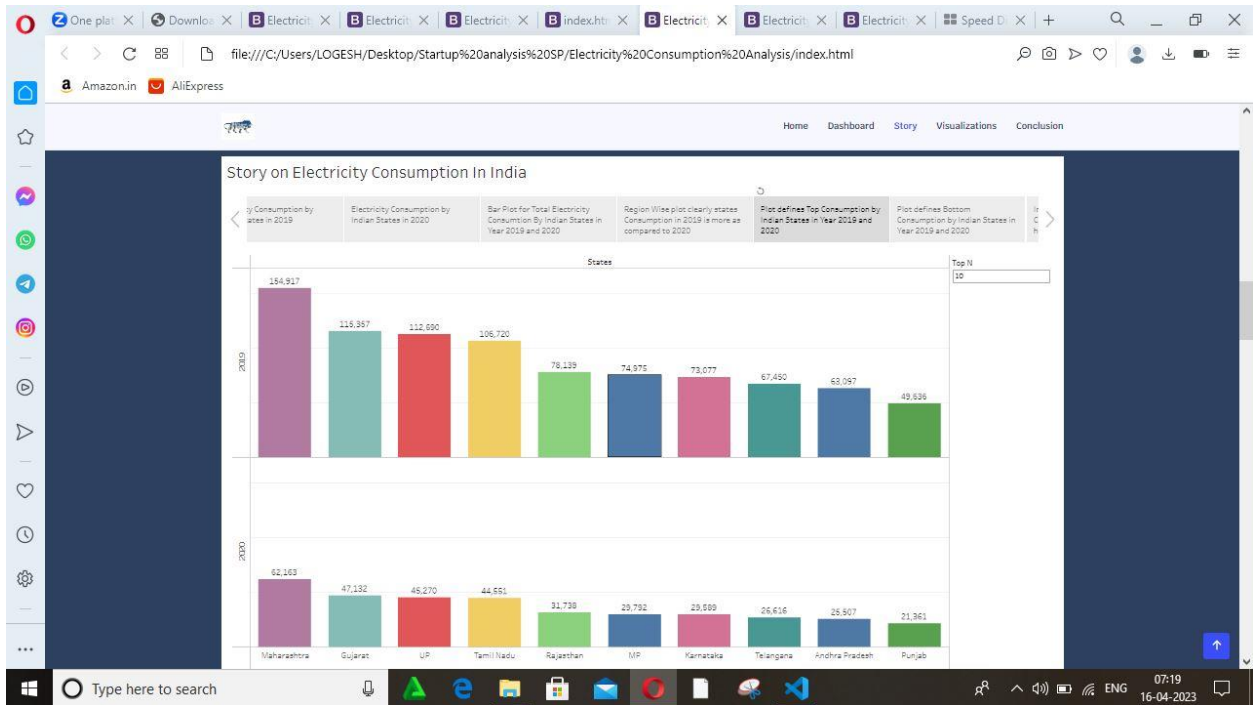 One plat
Downloa
Electricit
Electricit
Electricit
index.ht
Electricit
Electricit
Electricit
Speed D
file:///C:/Users/LOGESH/Desktop/Startup%20analysis%20SP/Electricity%20Consumption%20Analysis/index.html
Amazon.in
AliExpress
Home Dashboard Story Visualizations Conclusion
Story on Electricity Consumption In India
y Consumption by
ates in 2019
Electricity Consumption by
Indian States in 2020
Bar Plot for Total Electricity
Consumtion By Indian States in
Year 2019 and 2020
Region Wise plot clearly states
Consumption in 2019 is more as
compared to 2020
Plot defines Top Consumption by
Indian States in Year 2019 and
2020
Plot defines Bottom
Consumption by Indian States in
Year 2019 and 2020
States
Top N
10
2019
154,917
115,367
112,690
106,720
78,139
74,975
73,077
67,450
63,097
49,636
2020
62,163
47,132
45,270
44,551
31,738
29,792
29,589
26,616
25,507
21,361
Maharashtra Gujarat UP Tamil Nadu Rajasthan MP Karnataka Telangana Andhra Pradesh Punjab
Type here to search
ENG
07:19
16-04-2023